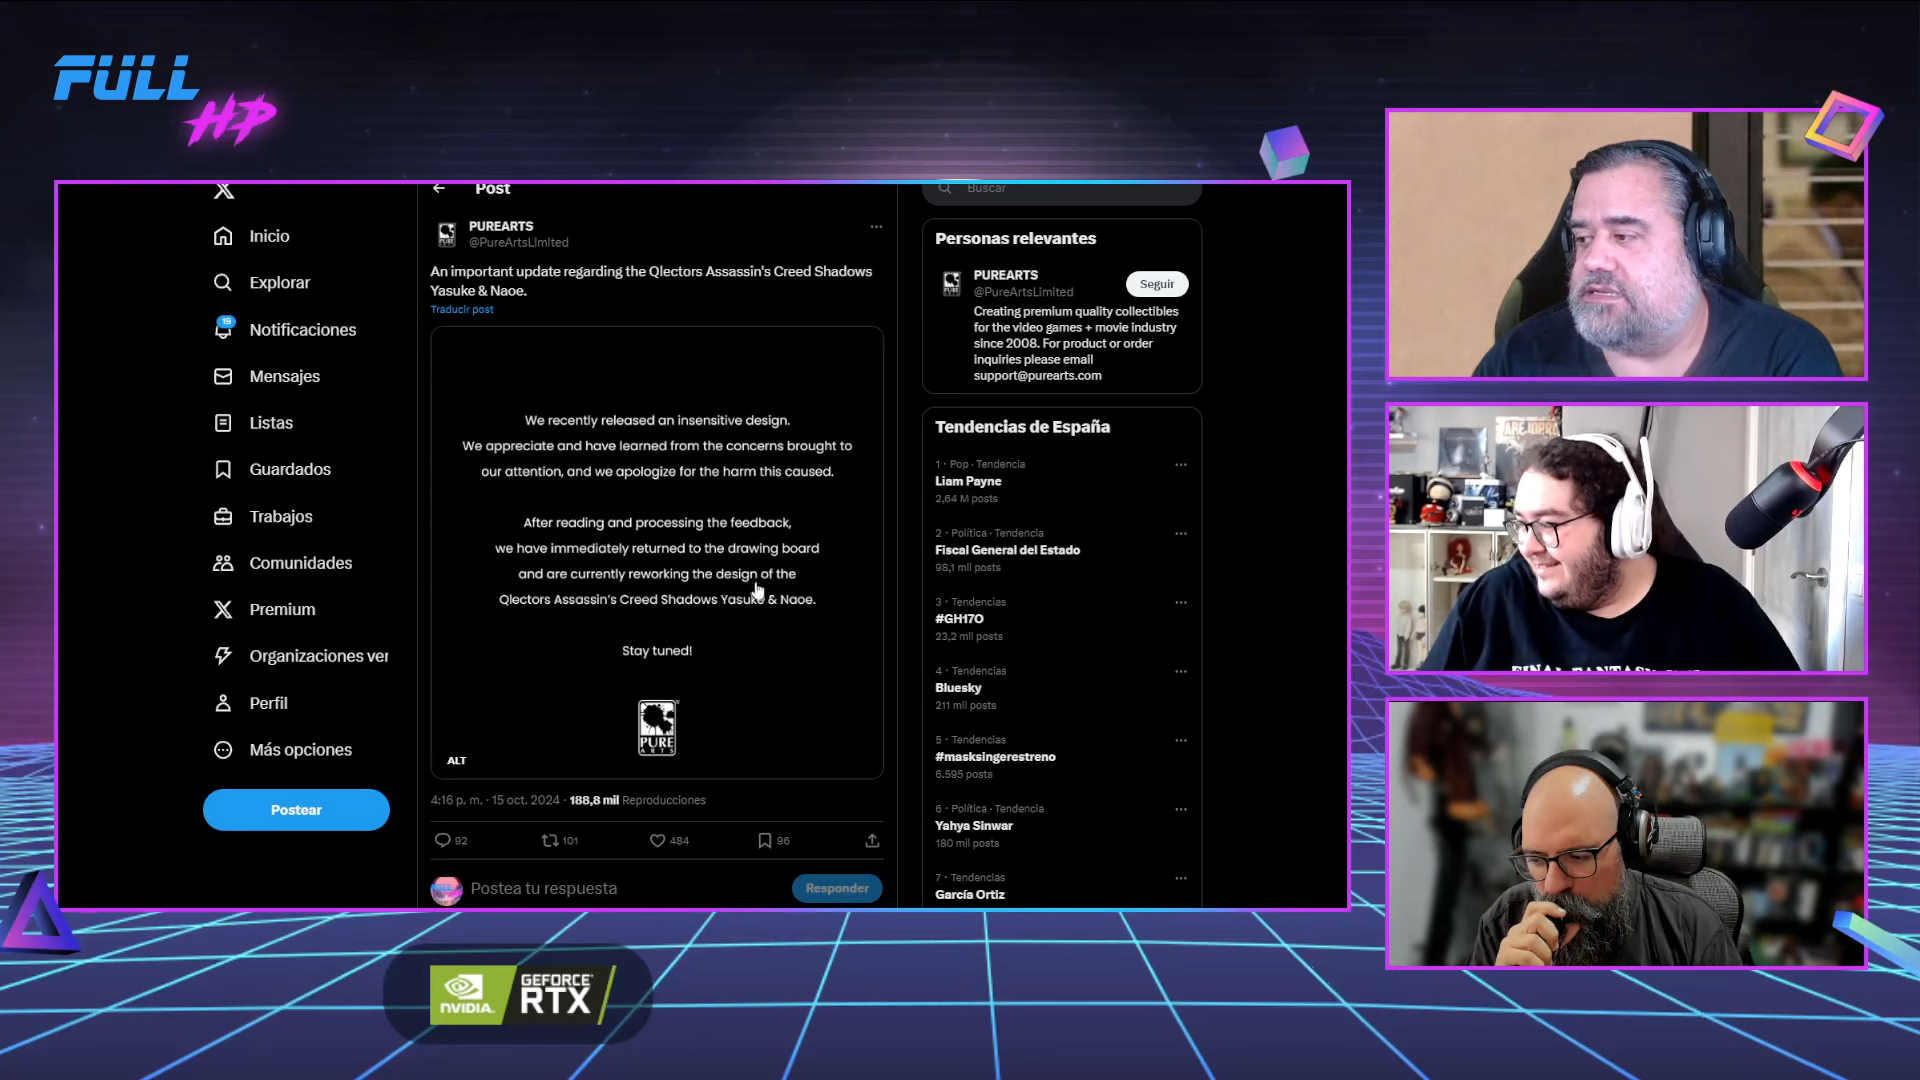 FULL
HP
Inicio
Explorar
19
Notificaciones
Mensajes
Listas
Guardados
Trabajos
Comunidades
Premium
Organizaciones ver
Perfil
Más opciones
Postear
Post
PUREARTS
@PureArtsLimited
An important update regarding the Qlectors Assassin's Creed Shadows
Yasuke & Naoe.
Traducir post
We recently released an insensitive design.
We appreciate and have learned from the concerns brought to
our attention, and we apologize for the harm this caused.
After reading and processing the feedback,
we have immediately returned to the drawing board
and are currently reworking the design of the
Qlectors Assassin's Creed Shadows Yasuke & Naoe.
Stay tuned!
PURE
ARTS
ALT
4:16 p. m. · 15 oct. 2024 · 188,8 mil Reproducciones
92 101 484 96
Postea tu respuesta
Responder
Buscar
Personas relevantes
PUREARTS
@PureArtsLimited
Seguir
Creating premium quality collectibles
for the video games + movie industry
since 2008. For product or order
inquiries please email
support@purearts.com
Tendencias de España
1 · Pop · Tendencia
Liam Payne
2,64 M posts
2 · Política · Tendencia
Fiscal General del Estado
98,1 mil posts
3 · Tendencias
#GH17O
23,2 mil posts
4 · Tendencias
Bluesky
211 mil posts
5 · Tendencias
#masksingerestreno
6.595 posts
6 · Política · Tendencia
Yahya Sinwar
180 mil posts
7 · Tendencias
García Ortiz
FINAL FANTASY
NVIDIA.
GEFORCE
RTX